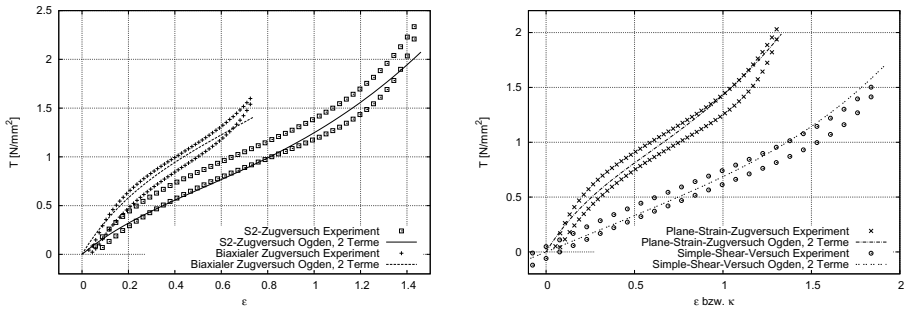 2.5
2
1.5
1
0.5
0
T [N/mm²]
0 0.2 0.4 0.6 0.8 1 1.2 1.4
ε
S2-Zugversuch Experiment
S2-Zugversuch Ogden, 2 Terme
Biaxialer Zugversuch Experiment
Biaxialer Zugversuch Ogden, 2 Terme
2
1.5
1
0.5
0
T [N/mm²]
0 0.5 1 1.5 2
ε bzw. κ
Plane-Strain-Zugversuch Experiment
Plane-Strain-Zugversuch Ogden, 2 Terme
Simple-Shear-Versuch Experiment
Simple-Shear-Versuch Ogden, 2 Terme